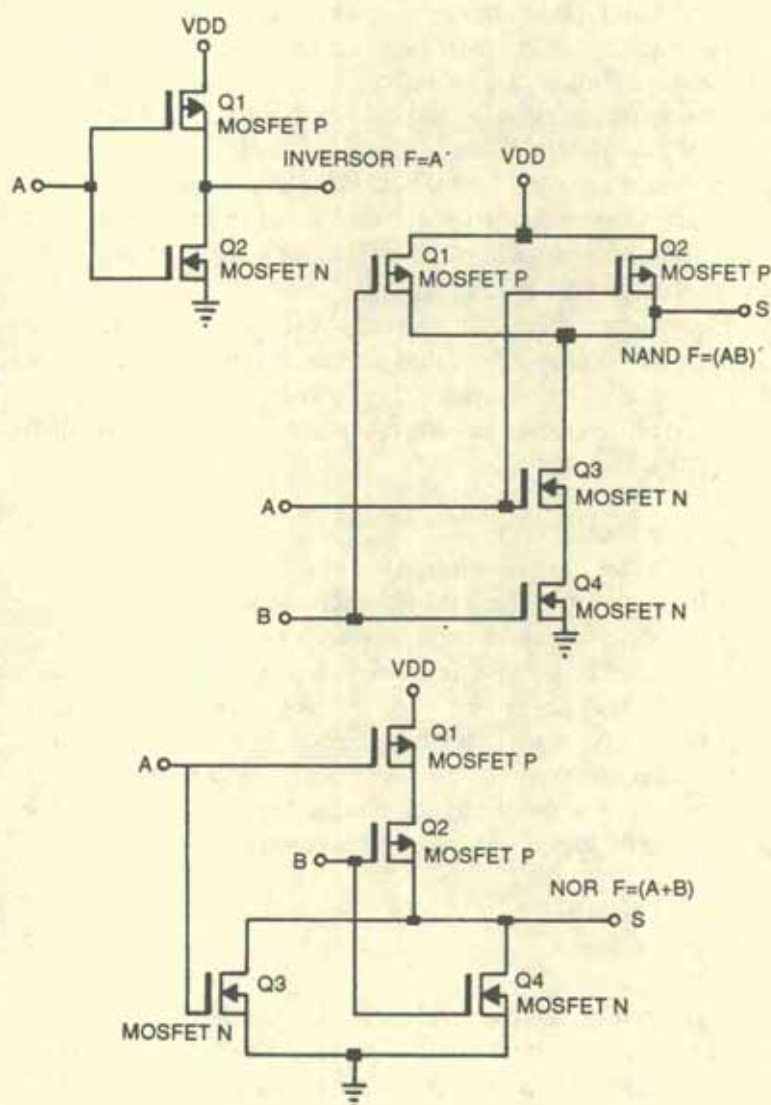 VDD
Q1
MOSFET P
A
INVERSOR F=A´
Q2
MOSFET N
VDD
Q1
MOSFET P
Q2
MOSFET P
S
NAND F=(AB)´
A
Q3
MOSFET N
B
Q4
MOSFET N
VDD
A
Q1
MOSFET P
B
Q2
MOSFET P
NOR F=(A+B)
S
Q3
MOSFET N
Q4
MOSFET N